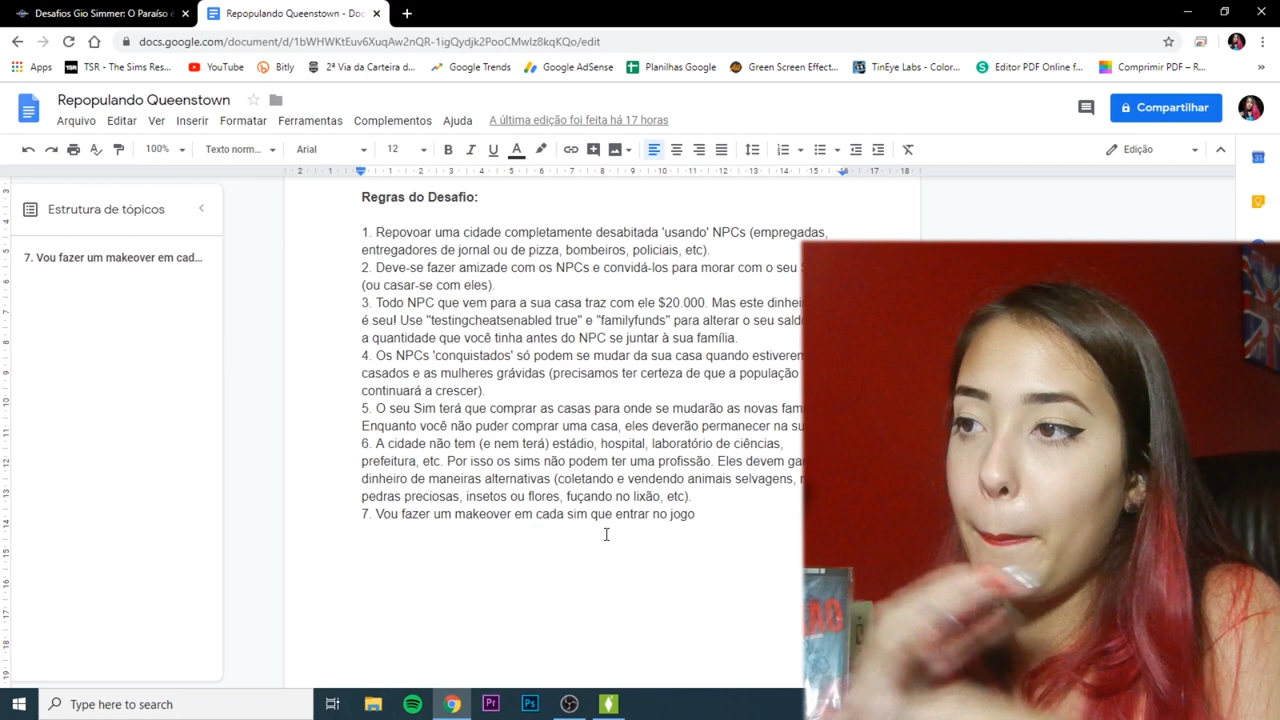 Desafios Gio Simmer: O Paraíso é
Repopulando Queenstown - Doc
docs.google.com/document/d/1bWHWKtEuv6XuqAw2nQR-1igQydjk2PooCMwIz8kqKQo/edit
Apps
TSR - The Sims Res...
YouTube
Bitly
2ª Via da Carteira d...
Google Trends
Google AdSense
Planilhas Google
Green Screen Effect...
TinEye Labs - Color...
Editor PDF Online f...
Comprimir PDF – R...
Repopulando Queenstown
Arquivo Editar Ver Inserir Formatar Ferramentas Complementos Ajuda A última edição foi feita há 17 horas
Compartilhar
100% Texto norm... Arial 12 Edição
Estrutura de tópicos
7. Vou fazer um makeover em cad...
Regras do Desafio:
1. Repovoar uma cidade completamente desabitada 'usando' NPCs (empregadas,
entregadores de jornal ou de pizza, bombeiros, policiais, etc).
2. Deve-se fazer amizade com os NPCs e convidá-los para morar com o seu
(ou casar-se com eles).
3. Todo NPC que vem para a sua casa traz com ele $20.000. Mas este
é seu! Use "testingcheatsenabled true" e "familyfunds" para alterar o seu
a quantidade que você tinha antes do NPC se juntar à sua família.
4. Os NPCs 'conquistados' só podem se mudar da sua casa quando
casados e as mulheres grávidas (precisamos ter certeza de que a população
continuará a crescer).
5. O seu Sim terá que comprar as casas para onde se mudarão as novas
Enquanto você não puder comprar uma casa, eles deverão permanecer na
6. A cidade não tem (e nem terá) estádio, hospital, laboratório de ciências,
prefeitura, etc. Por isso os sims não podem ter uma profissão. Eles devem
dinheiro de maneiras alternativas (coletando e vendendo animais selvagens,
pedras preciosas, insetos ou flores, fuçando no lixão, etc).
7. Vou fazer um makeover em cada sim que entrar no jogo
Type here to search